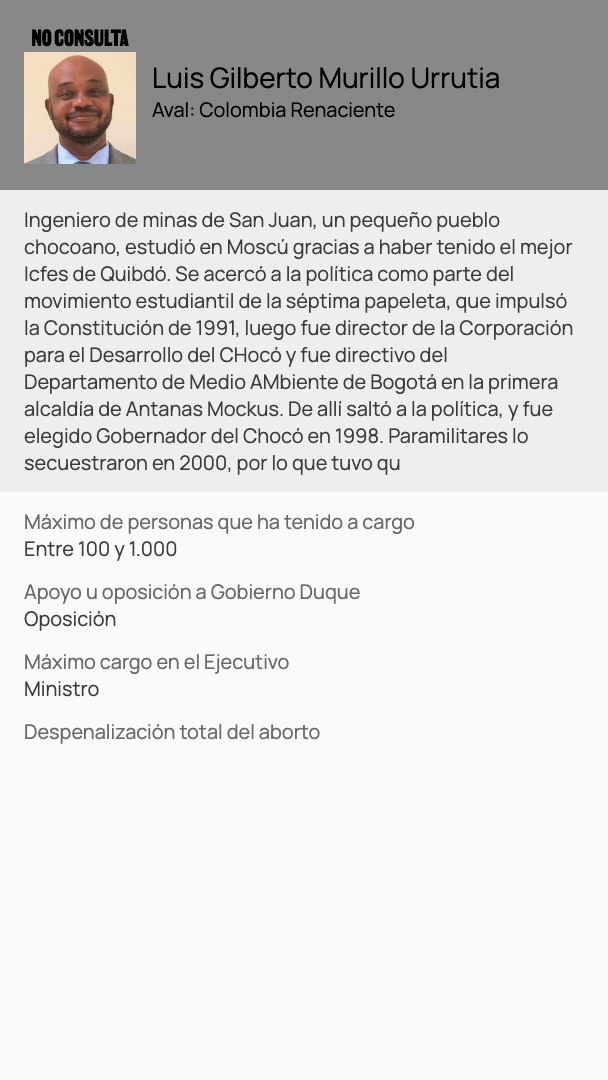 NO CONSULTA
Luis Gilberto Murillo Urrutia
Aval: Colombia Renaciente
Ingeniero de minas de San Juan, un pequeño pueblo
chocoano, estudió en Moscú gracias a haber tenido el mejor
Icfes de Quibdó. Se acercó a la política como parte del
movimiento estudiantil de la séptima papeleta, que impulsó
la Constitución de 1991, luego fue director de la Corporación
para el Desarrollo del CHocó y fue directivo del
Departamento de Medio AMbiente de Bogotá en la primera
alcaldía de Antanas Mockus. De allí saltó a la política, y fue
elegido Gobernador del Chocó en 1998. Paramilitares lo
secuestraron en 2000, por lo que tuvo qu
Máximo de personas que ha tenido a cargo
Entre 100 y 1.000
Apoyo u oposición a Gobierno Duque
Oposición
Máximo cargo en el Ejecutivo
Ministro
Despenalización total del aborto